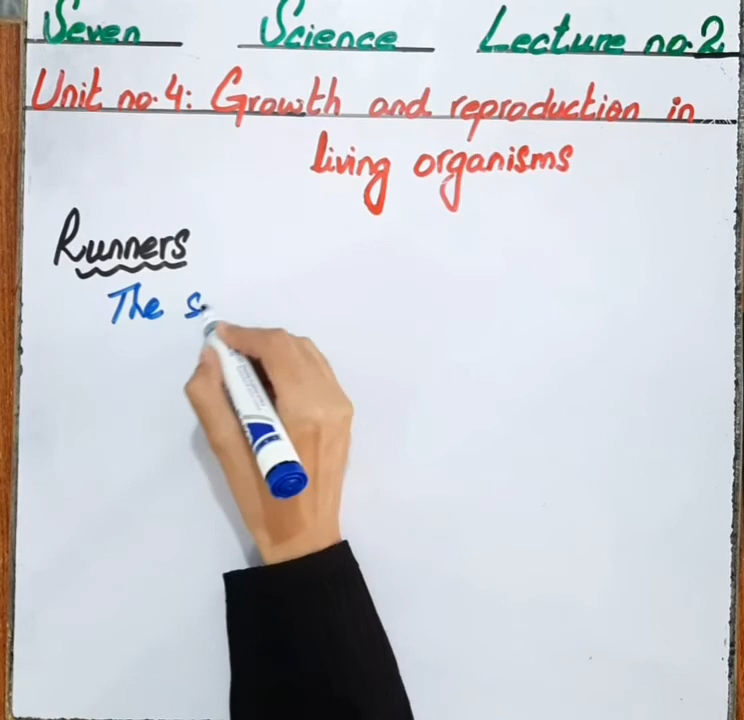 Seven Science Lecture no.2
Unit no.4: Growth and reproduction in
living organisms
Runners
The s